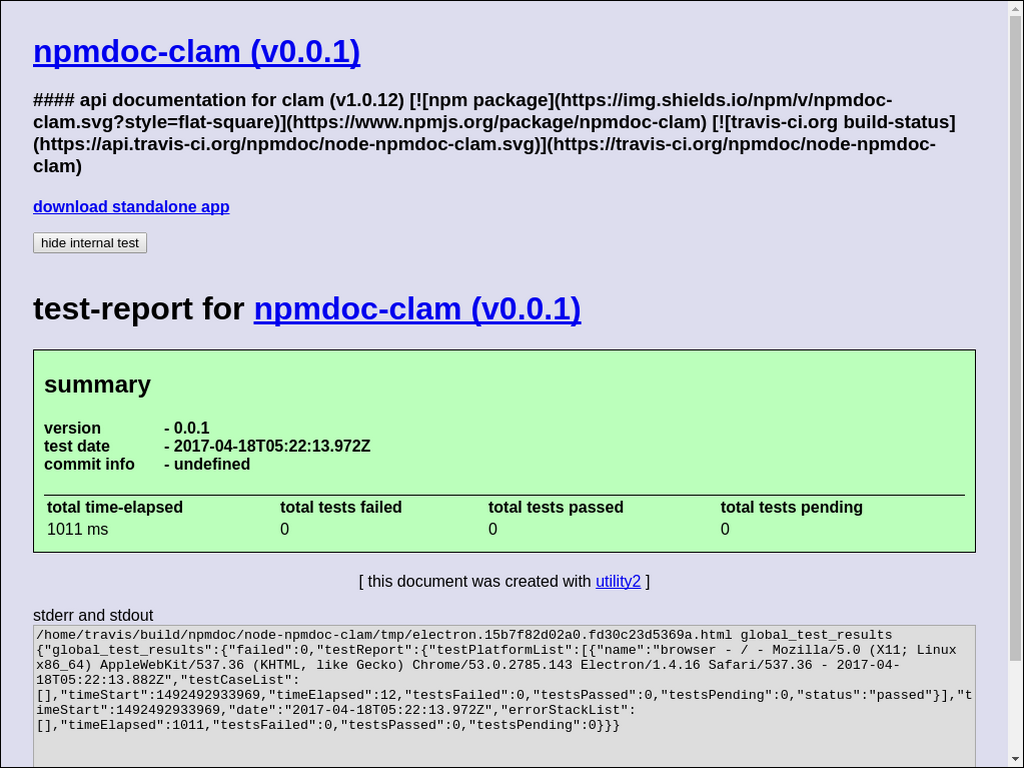 npmdoc-clam (v0.0.1)
#### api documentation for clam (v1.0.12) [![npm package](https://img.shields.io/npm/v/npmdoc-
clam.svg?style=flat-square)](https://www.npmjs.org/package/npmdoc-clam) [![travis-ci.org build-status]
(https://api.travis-ci.org/npmdoc/node-npmdoc-clam.svg)](https://travis-ci.org/npmdoc/node-npmdoc-
clam)
download standalone app
hide internal test
test-report for npmdoc-clam (v0.0.1)
summary
version - 0.0.1
test date - 2017-04-18T05:22:13.972Z
commit info - undefined
total time-elapsed total tests failed total tests passed total tests pending
1011 ms 0 0 0
[ this document was created with utility2 ]
stderr and stdout
/home/travis/build/npmdoc/node-npmdoc-clam/tmp/electron.15b7f82d02a0.fd30c23d5369a.html global_test_results
{"global_test_results":{"failed":0,"testReport":{"testPlatformList":[{"name":"browser - / - Mozilla/5.0 (X11; Linux
x86_64) AppleWebKit/537.36 (KHTML, like Gecko) Chrome/53.0.2785.143 Electron/1.4.16 Safari/537.36 - 2017-04-
18T05:22:13.882Z","testCaseList":
[],"timeStart":1492492933969,"timeElapsed":12,"testsFailed":0,"testsPassed":0,"testsPending":0,"status":"passed"}],"t
imeStart":1492492933969,"date":"2017-04-18T05:22:13.972Z","errorStackList":
[],"timeElapsed":1011,"testsFailed":0,"testsPassed":0,"testsPending":0}}}